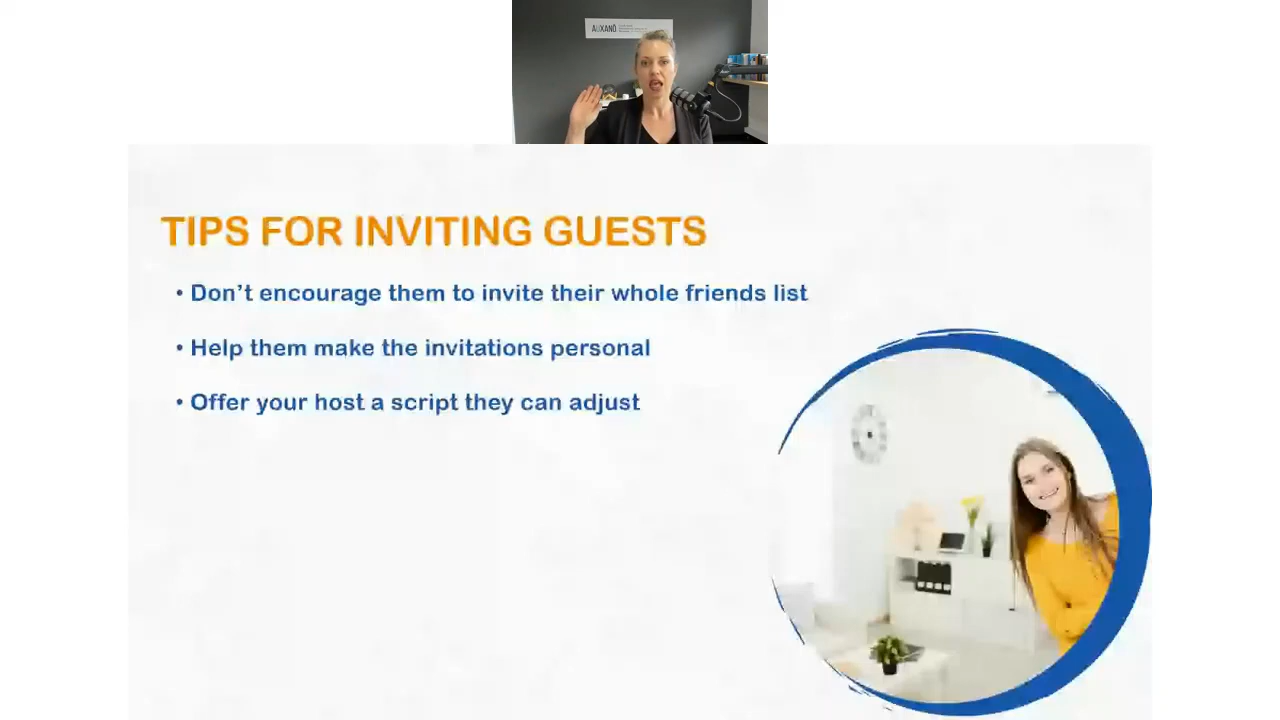 AUXANO
TIPS FOR INVITING GUESTS
• Don’t encourage them to invite their whole friends list
• Help them make the invitations personal
• Offer your host a script they can adjust